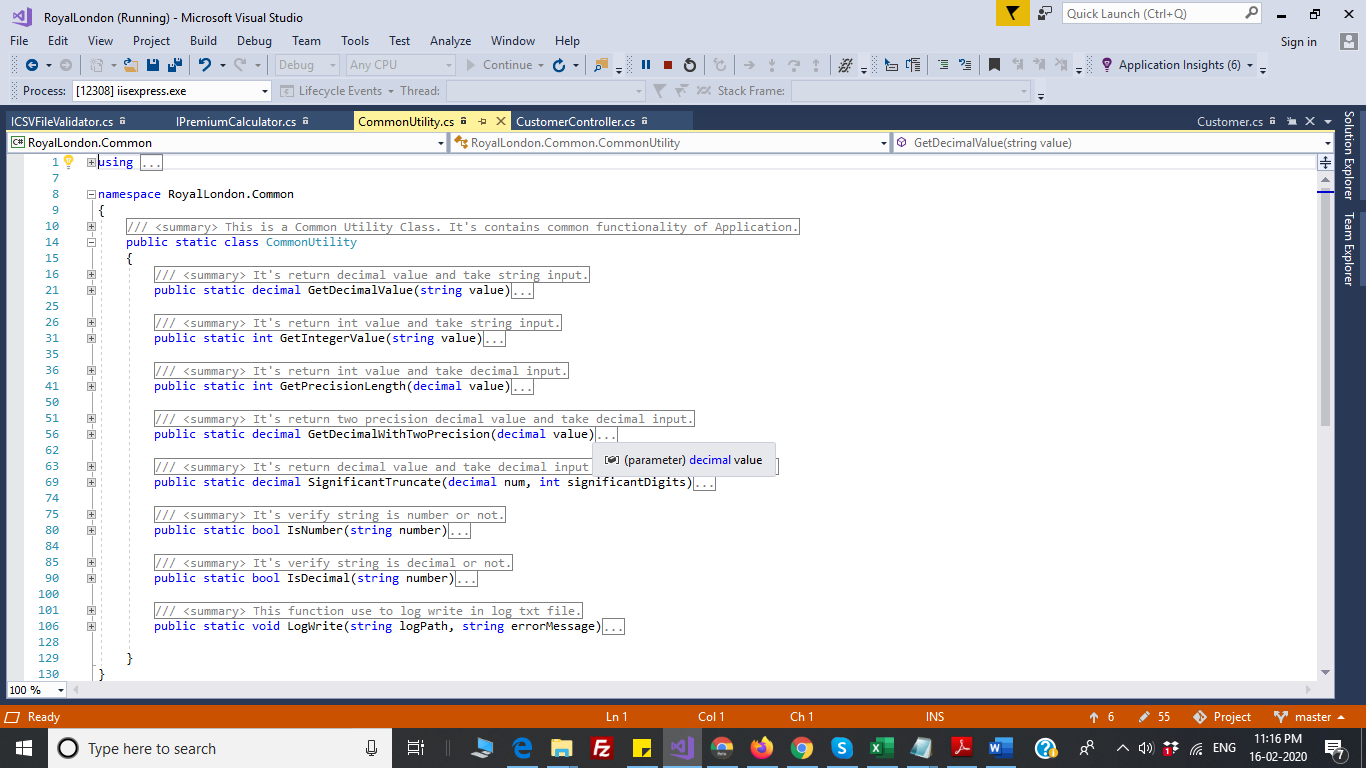 RoyalLondon (Running) - Microsoft Visual Studio
Quick Launch (Ctrl+Q)
File Edit View Project Build Debug Team Tools Test Analyze Window Help
Sign in
Debug Any CPU Continue Application Insights (6)
Process: [12308] iisexpress.exe Lifecycle Events Thread: Stack Frame:
ICSVFileValidator.cs IPremiumCalculator.cs CommonUtility.cs CustomerController.cs Customer.cs
C# RoyalLondon.Common RoyalLondon.Common.CommonUtility GetDecimalValue(string value)
Solution Explorer
Team Explorer
1 using ...
7
8 namespace RoyalLondon.Common
9 {
10 /// <summary> This is a Common Utility Class. It's contains common functionality of Application.
14 public static class CommonUtility
15 {
16 /// <summary> It's return decimal value and take string input.
21 public static decimal GetDecimalValue(string value)...
25
26 /// <summary> It's return int value and take string input.
31 public static int GetIntegerValue(string value)...
35
36 /// <summary> It's return int value and take decimal input.
41 public static int GetPrecisionLength(decimal value)...
50
51 /// <summary> It's return two precision decimal value and take decimal input.
56 public static decimal GetDecimalWithTwoPrecision(decimal value)...
62
(parameter) decimal value
63 /// <summary> It's return decimal value and take decimal input
69 public static decimal SignificantTruncate(decimal num, int significantDigits)...
74
75 /// <summary> It's verify string is number or not.
80 public static bool IsNumber(string number)...
84
85 /// <summary> It's verify string is decimal or not.
90 public static bool IsDecimal(string number)...
100
101 /// <summary> This function use to log write in log txt file.
106 public static void LogWrite(string logPath, string errorMessage)...
128
129 }
130 }
100 %
Ready Ln 1 Col 1 Ch 1 INS 6 55 Project master
Type here to search
ENG 11:16 PM
16-02-2020
7